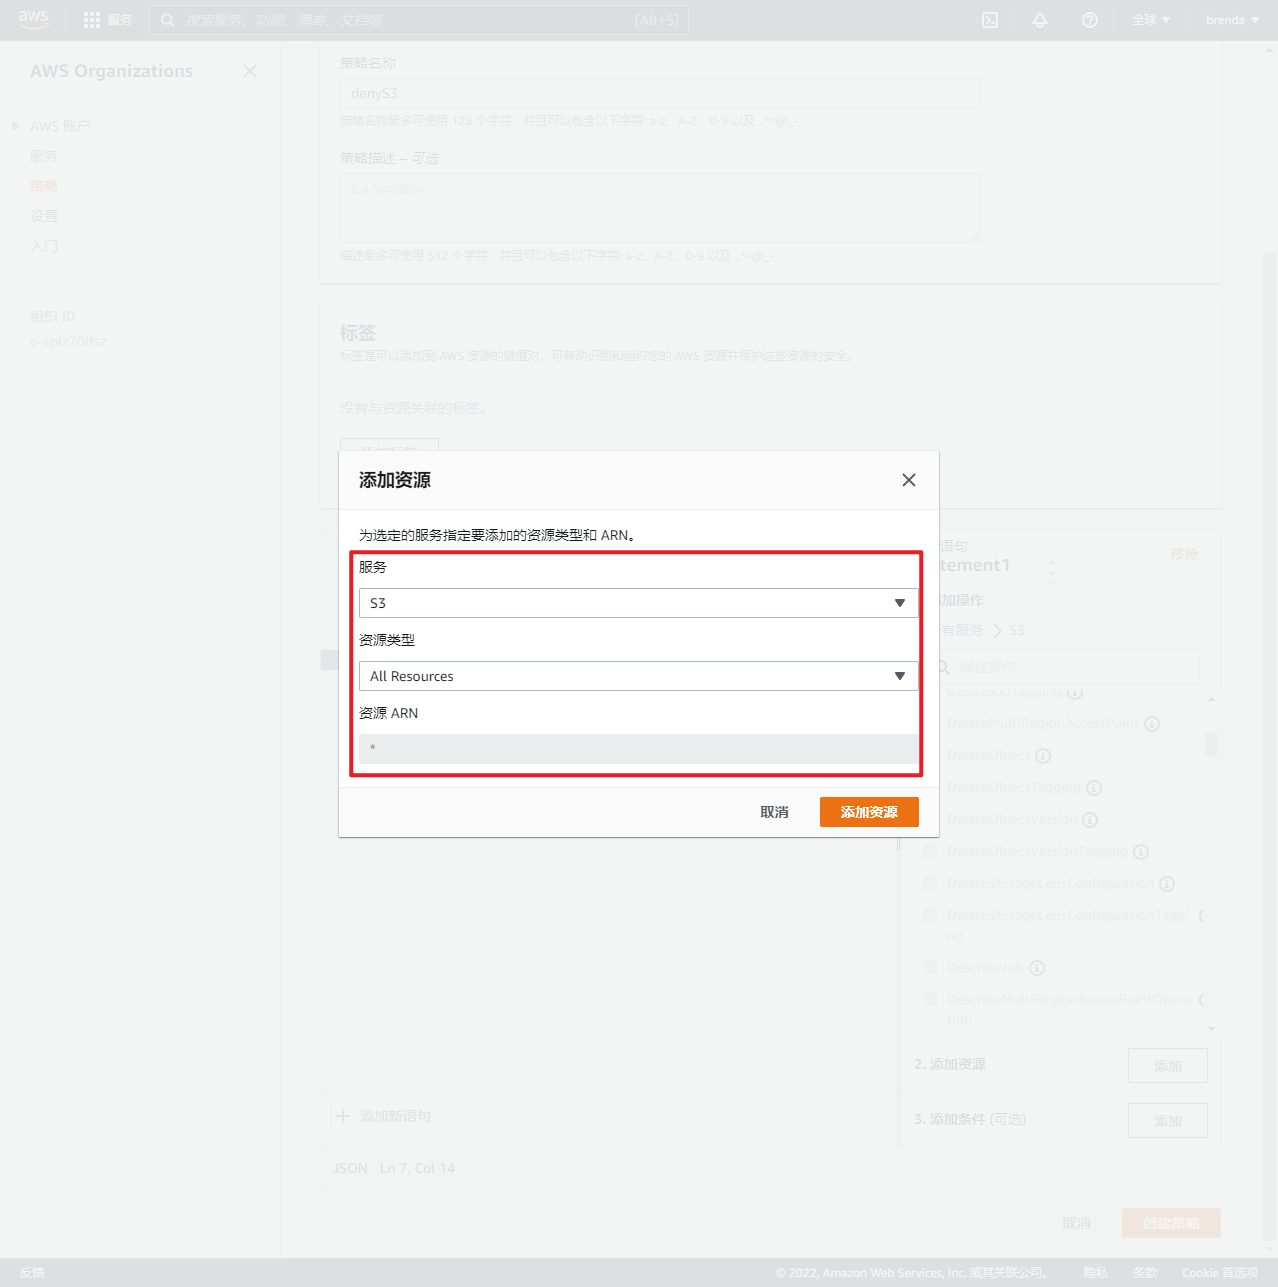 aws
服务
搜索服务、功能、博客、文档等
[Alt+S]
全球
brenda
AWS Organizations
AWS 账户
服务
策略
设置
入门
组织 ID
策略名称
denyS3
策略名称最多可使用 128 个字符，并且可以包含以下字符: a-z、A-Z、0-9 以及 .,*=@_-
策略描述 – 可选
e.g Sandbox
描述最多可使用 512 个字符，并且可以包含以下字符: a-z、A-Z、0-9 以及 .,*=@_-
标签
标签是可以添加到 AWS 资源的键值对，可帮助识别和组织您的 AWS 资源并保护这些资源的安全。
没有与资源关联的标签。
添加资源
为选定的服务指定要添加的资源类型和 ARN。
服务
S3
资源类型
All Resources
资源 ARN
*
取消
添加资源
语句
tement1
移除
加操作
有服务
S3
筛选操作
DeleteJobTagging
DeleteMultiRegionAccessPoint
DeleteObject
DeleteObjectTagging
DeleteObjectVersion
DeleteObjectVersionTagging
DeleteStorageLensConfiguration
DeleteStorageLensConfigurationTaggi
ng
DescribeJob
DescribeMultiRegionAccessPointOpera
tion
2. 添加资源
添加
3. 添加条件 (可选)
添加
添加新语句
JSON Ln 7, Col 14
取消
创建策略
反馈
© 2022, Amazon Web Services, Inc. 或其关联公司。
隐私
条款
Cookie 首选项